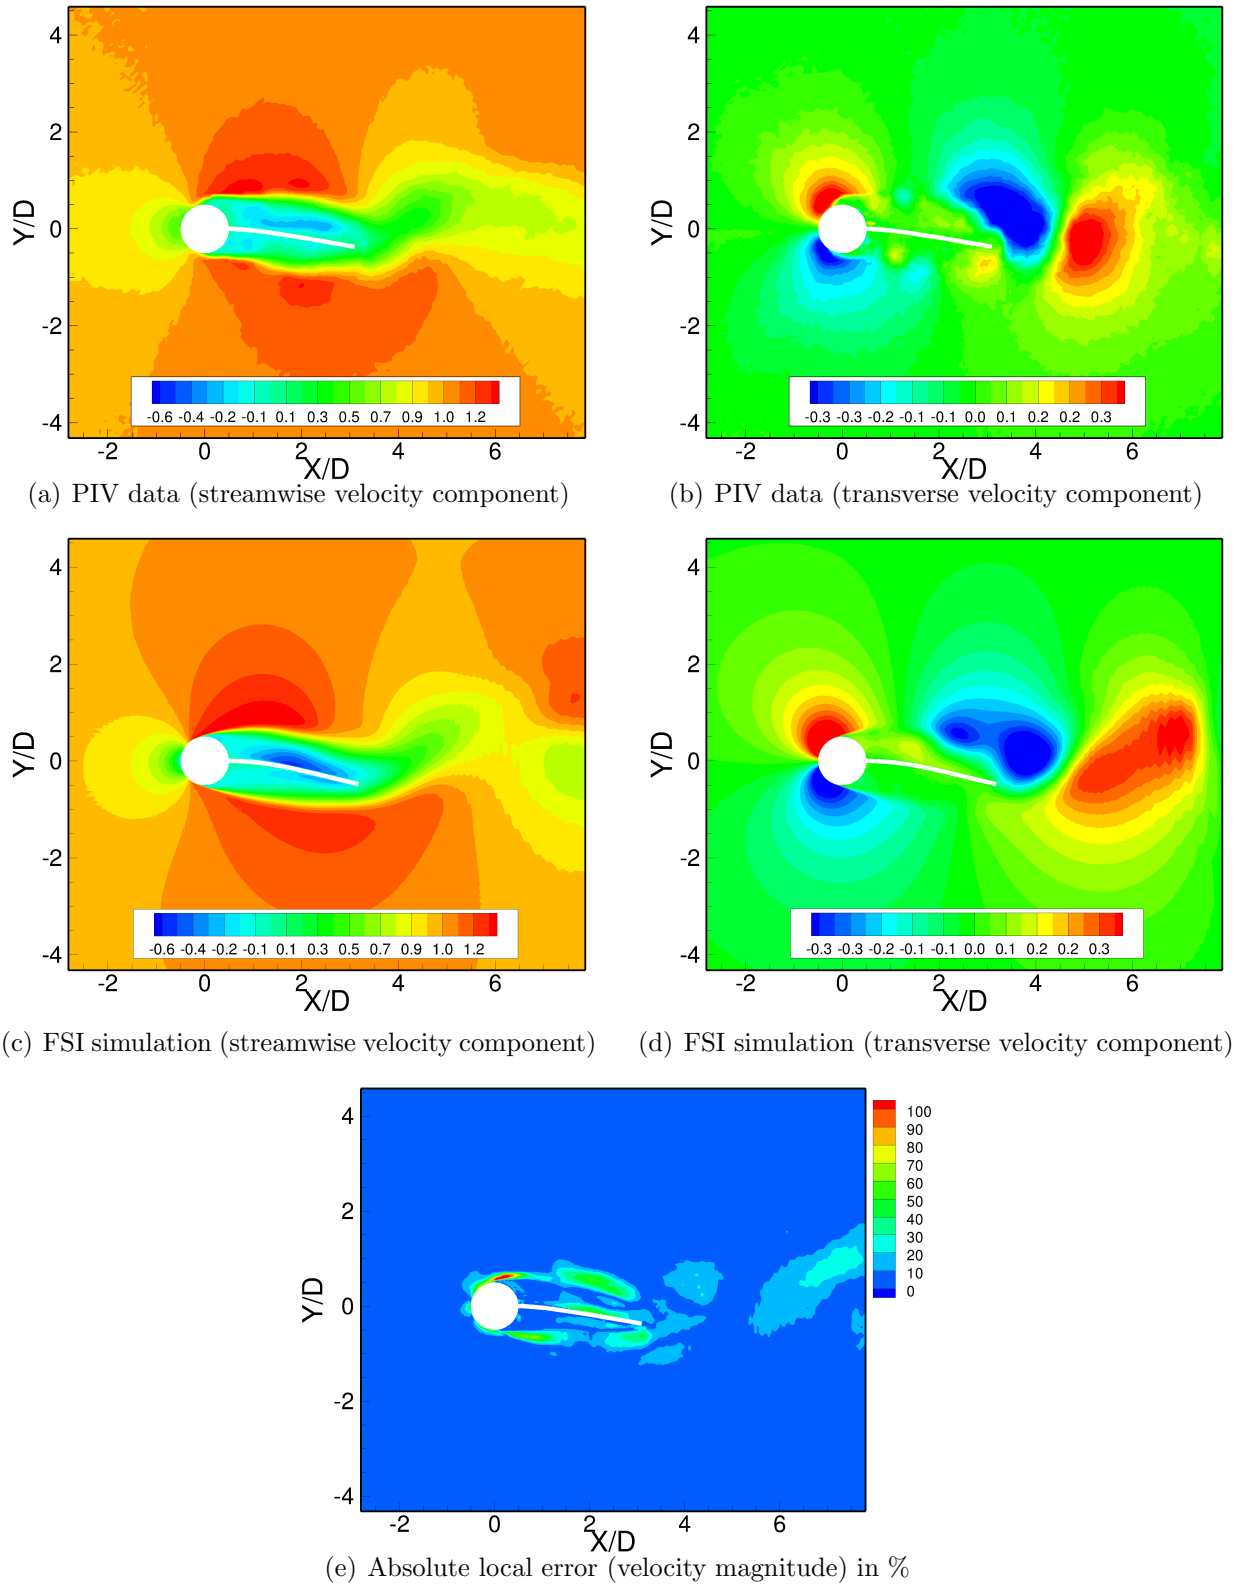 4
2
0
-2
-4
Y/D
-0.6 -0.4 -0.2 -0.1 0.1 0.3 0.5 0.7 0.9 1.0 1.2
-2 0 2 4 6
X/D
(a) PIV data (streamwise velocity component)
4
2
0
-2
-4
Y/D
-0.3 -0.3 -0.2 -0.1 -0.1 0.0 0.1 0.2 0.2 0.3
-2 0 2 4 6
X/D
(b) PIV data (transverse velocity component)
4
2
0
-2
-4
Y/D
-0.6 -0.4 -0.2 -0.1 0.1 0.3 0.5 0.7 0.9 1.0 1.2
-2 0 2 4 6
X/D
(c) FSI simulation (streamwise velocity component)
4
2
0
-2
-4
Y/D
-0.3 -0.3 -0.2 -0.1 -0.1 0.0 0.1 0.2 0.2 0.3
-2 0 2 4 6
X/D
(d) FSI simulation (transverse velocity component)
4
2
0
-2
-4
Y/D
100
90
80
70
60
50
40
30
20
10
0
-2 0 2 4 6
X/D
(e) Absolute local error (velocity magnitude) in %